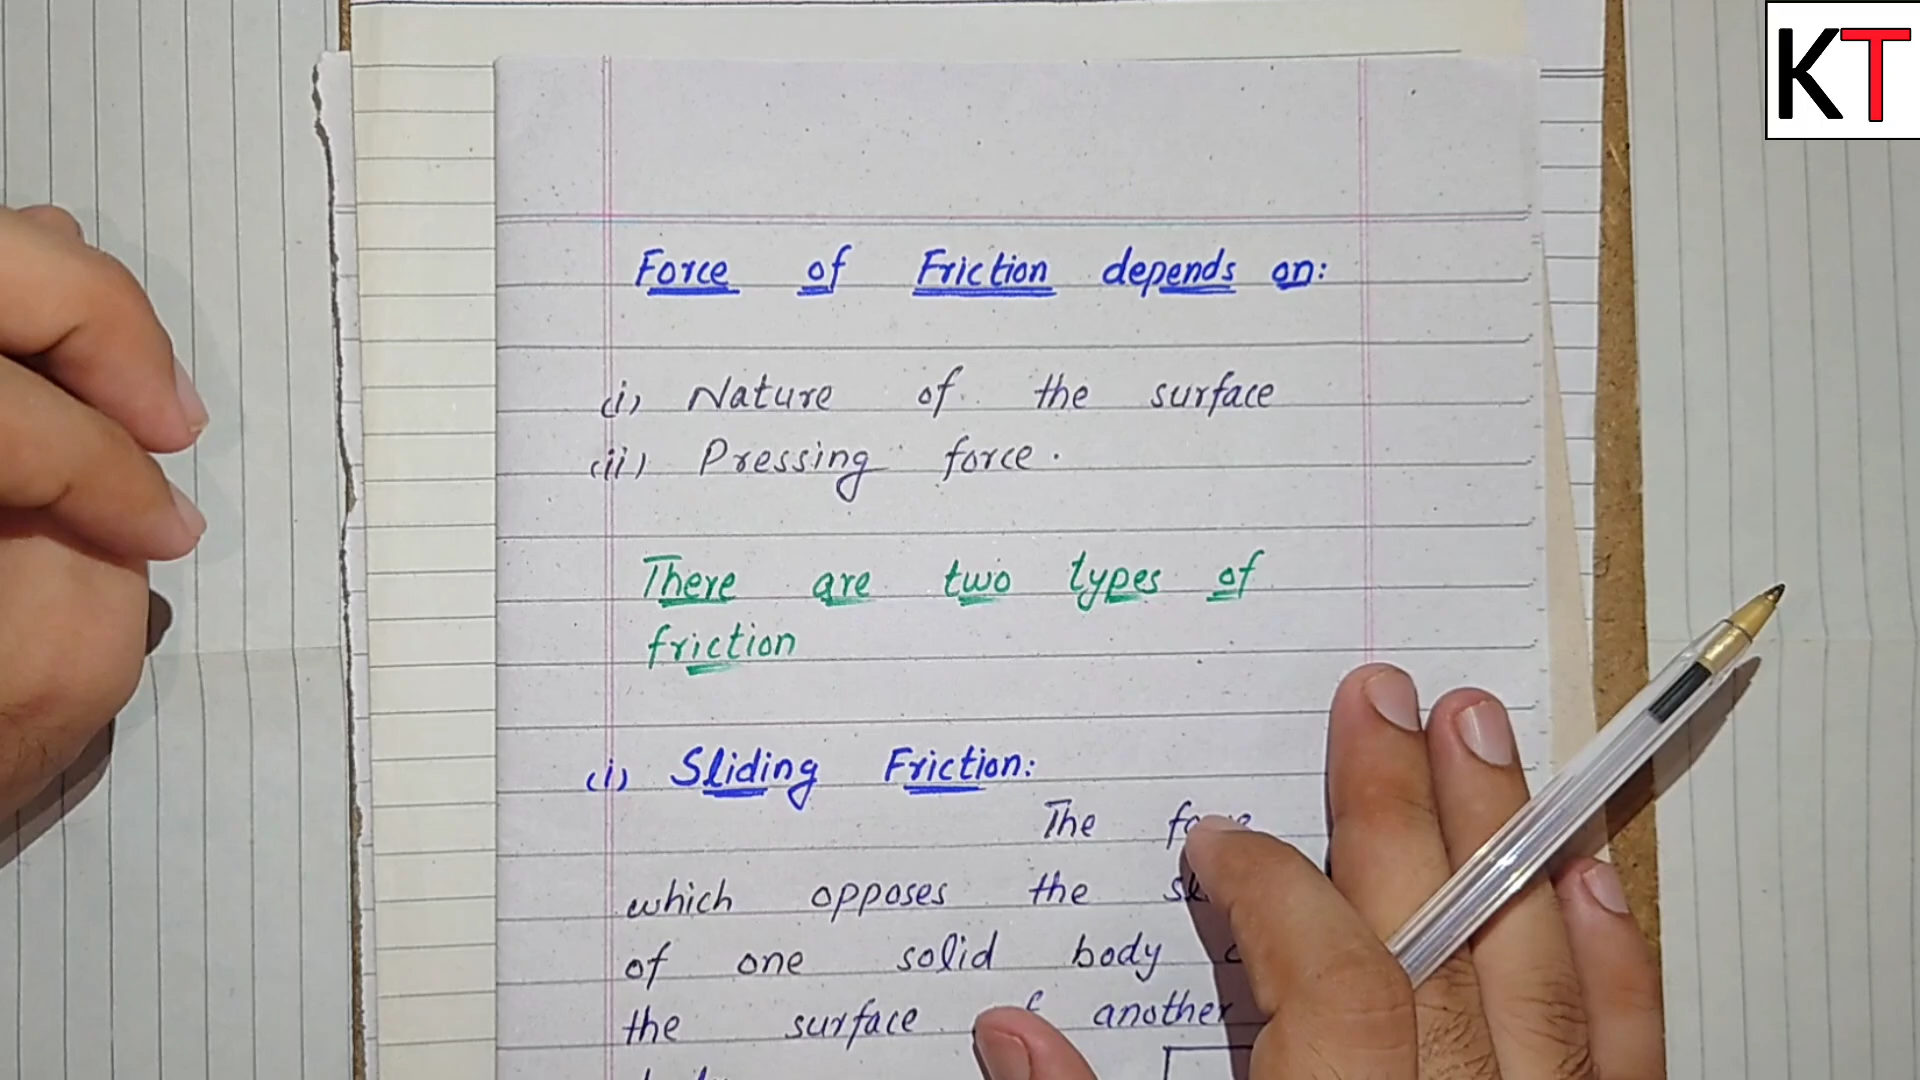 KT
Force of Friction depends on:
(i) Nature of the surface
(ii) Pressing force.
There are two types of
friction
(i) Sliding Friction:
The
which opposes the
of one solid body
the surface another